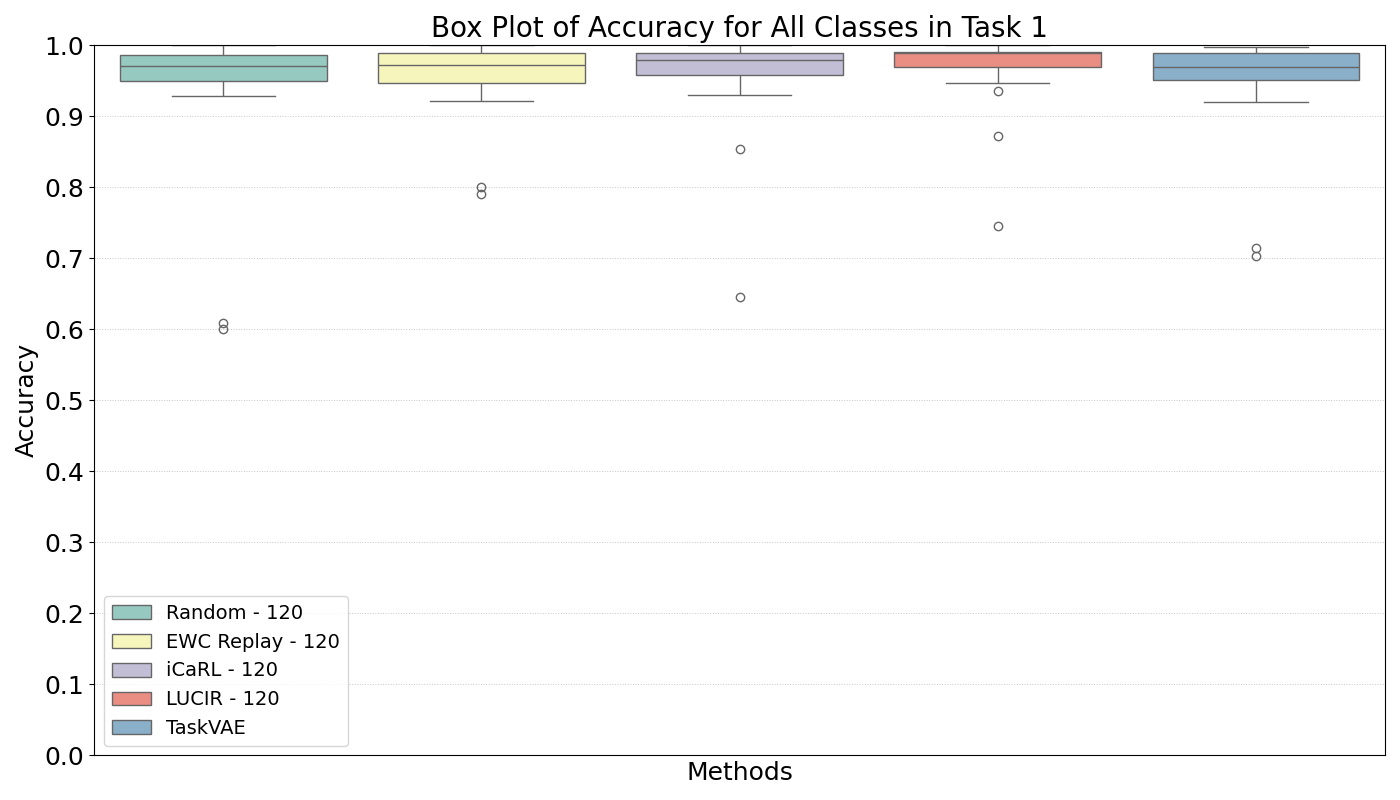 Box Plot of Accuracy for All Classes in Task 1
1.0
0.9
0.8
0.7
0.6
0.5
0.4
0.3
0.2
0.1
0.0
Accuracy
Random - 120
EWC Replay - 120
iCaRL - 120
LUCIR - 120
TaskVAE
Methods